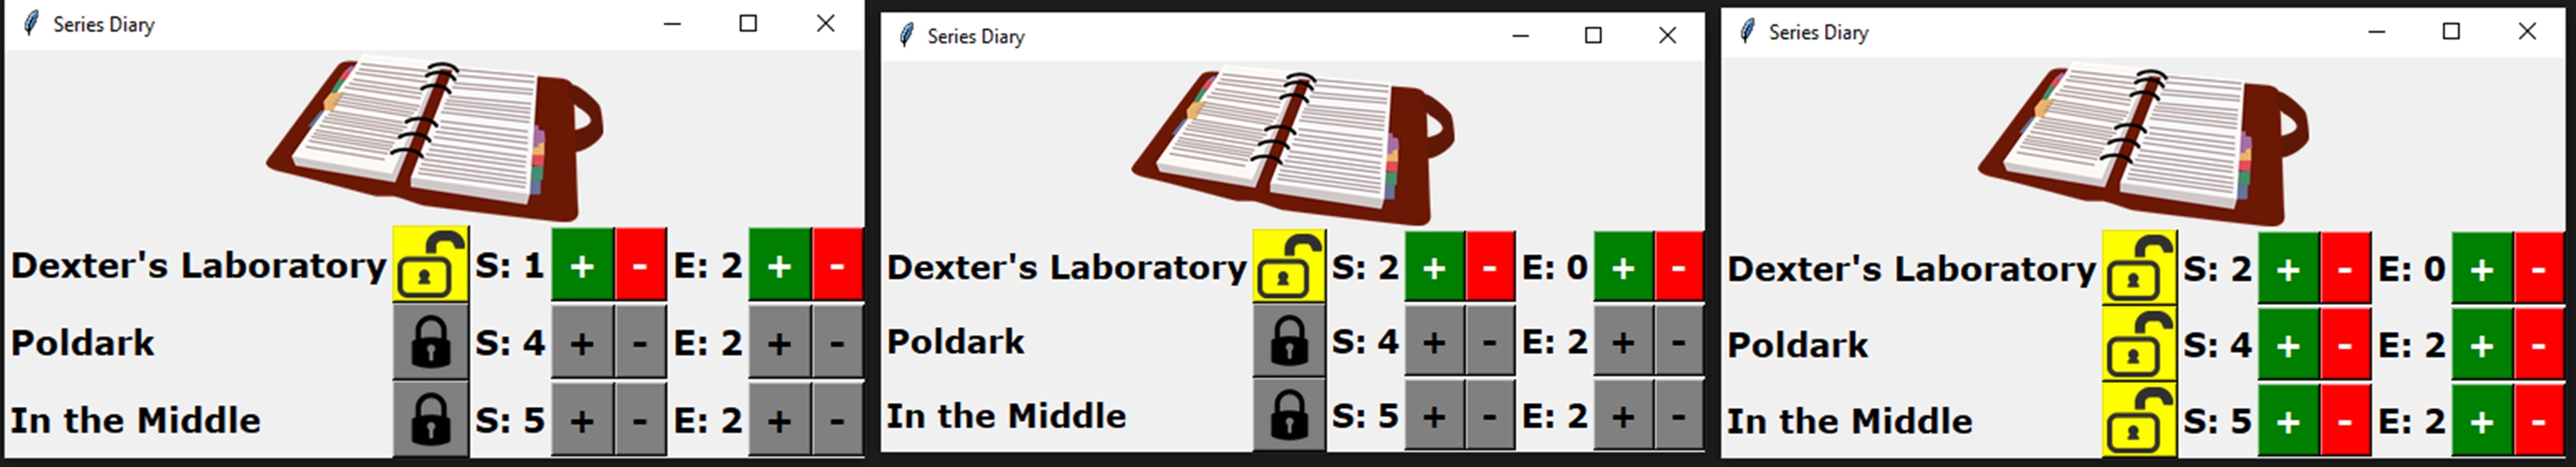 Series Diary
Dexter's Laboratory S: 1 + - E: 2 + -
Poldark S: 4 + - E: 2 + -
In the Middle S: 5 + - E: 2 + -
Series Diary
Dexter's Laboratory S: 2 + - E: 0 + -
Poldark S: 4 + - E: 2 + -
In the Middle S: 5 + - E: 2 + -
Series Diary
Dexter's Laboratory S: 2 + - E: 0 + -
Poldark S: 4 + - E: 2 + -
In the Middle S: 5 + - E: 2 + -